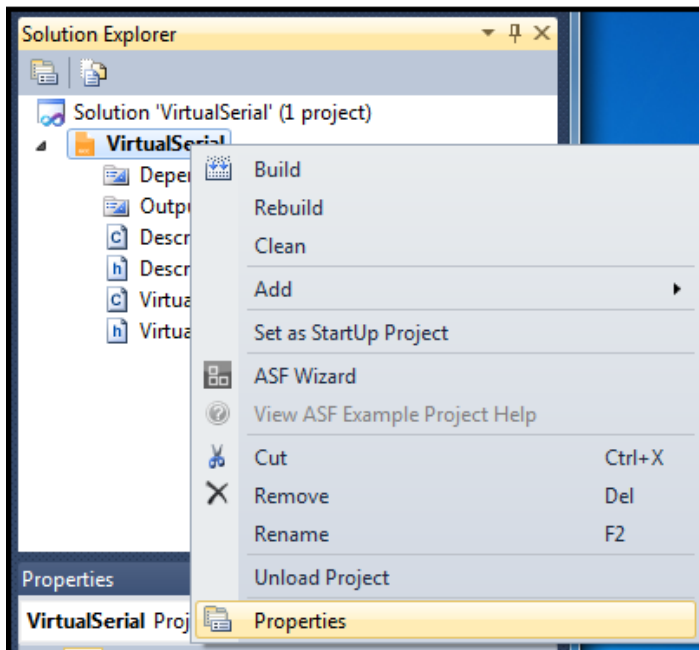 Solution Explorer
Solution 'VirtualSerial' (1 project)
VirtualSerial
Build
Rebuild
Clean
Add
Set as StartUp Project
ASF Wizard
View ASF Example Project Help
Cut Ctrl+X
Remove Del
Rename F2
Unload Project
Properties
Properties
VirtualSerial